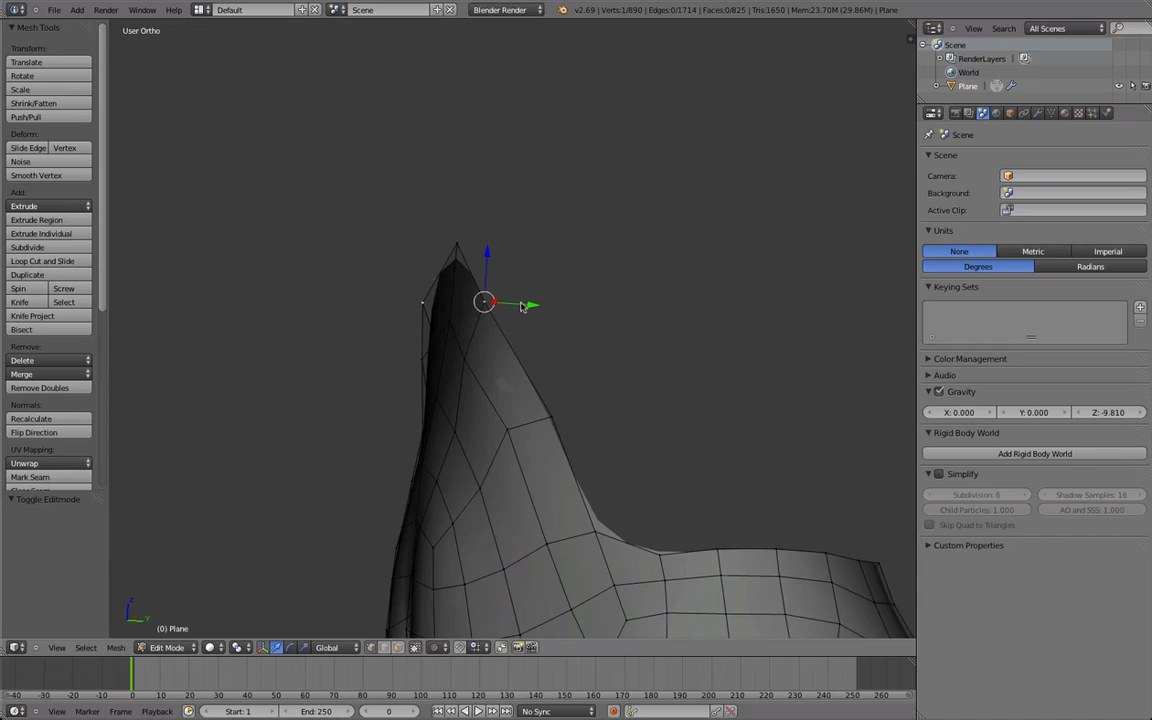 File Add Render Window Help Default Scene Blender Render v2.69 | Verts:1/890 | Edges:0/1714 | Faces:0/825 | Tris:1650 | Mem:23.70M (29.86M) | Plane
Mesh Tools
Transform:
Translate
Rotate
Scale
Shrink/Fatten
Push/Pull
Deform:
Slide Edge Vertex
Noise
Smooth Vertex
Add:
Extrude
Extrude Region
Extrude Individual
Subdivide
Loop Cut and Slide
Duplicate
Spin Screw
Knife Select
Knife Project
Bisect
Remove:
Delete
Merge
Remove Doubles
Normals:
Recalculate
Flip Direction
UV Mapping:
Unwrap
Mark Seam
Toggle Editmode
User Ortho
z
y
(0) Plane
View Search All Scenes
Scene
RenderLayers
World
Plane
Scene
Scene
Camera:
Background:
Active Clip:
Units
None Metric Imperial
Degrees Radians
Keying Sets
Color Management
Audio
Gravity
X: 0.000 Y: 0.000 Z: -9.810
Rigid Body World
Add Rigid Body World
Simplify
Subdivision: 6 Shadow Samples: 16
Child Particles: 1.000 AO and SSS: 1.000
Skip Quad to Triangles
Custom Properties
View Select Mesh Edit Mode Global
-40 -30 -20 -10 0 10 20 30 40 50 60 70 80 90 100 110 120 130 140 150 160 170 180 190 200 210 220 230 240 250 260
View Marker Frame Playback Start: 1 End: 250 0 No Sync